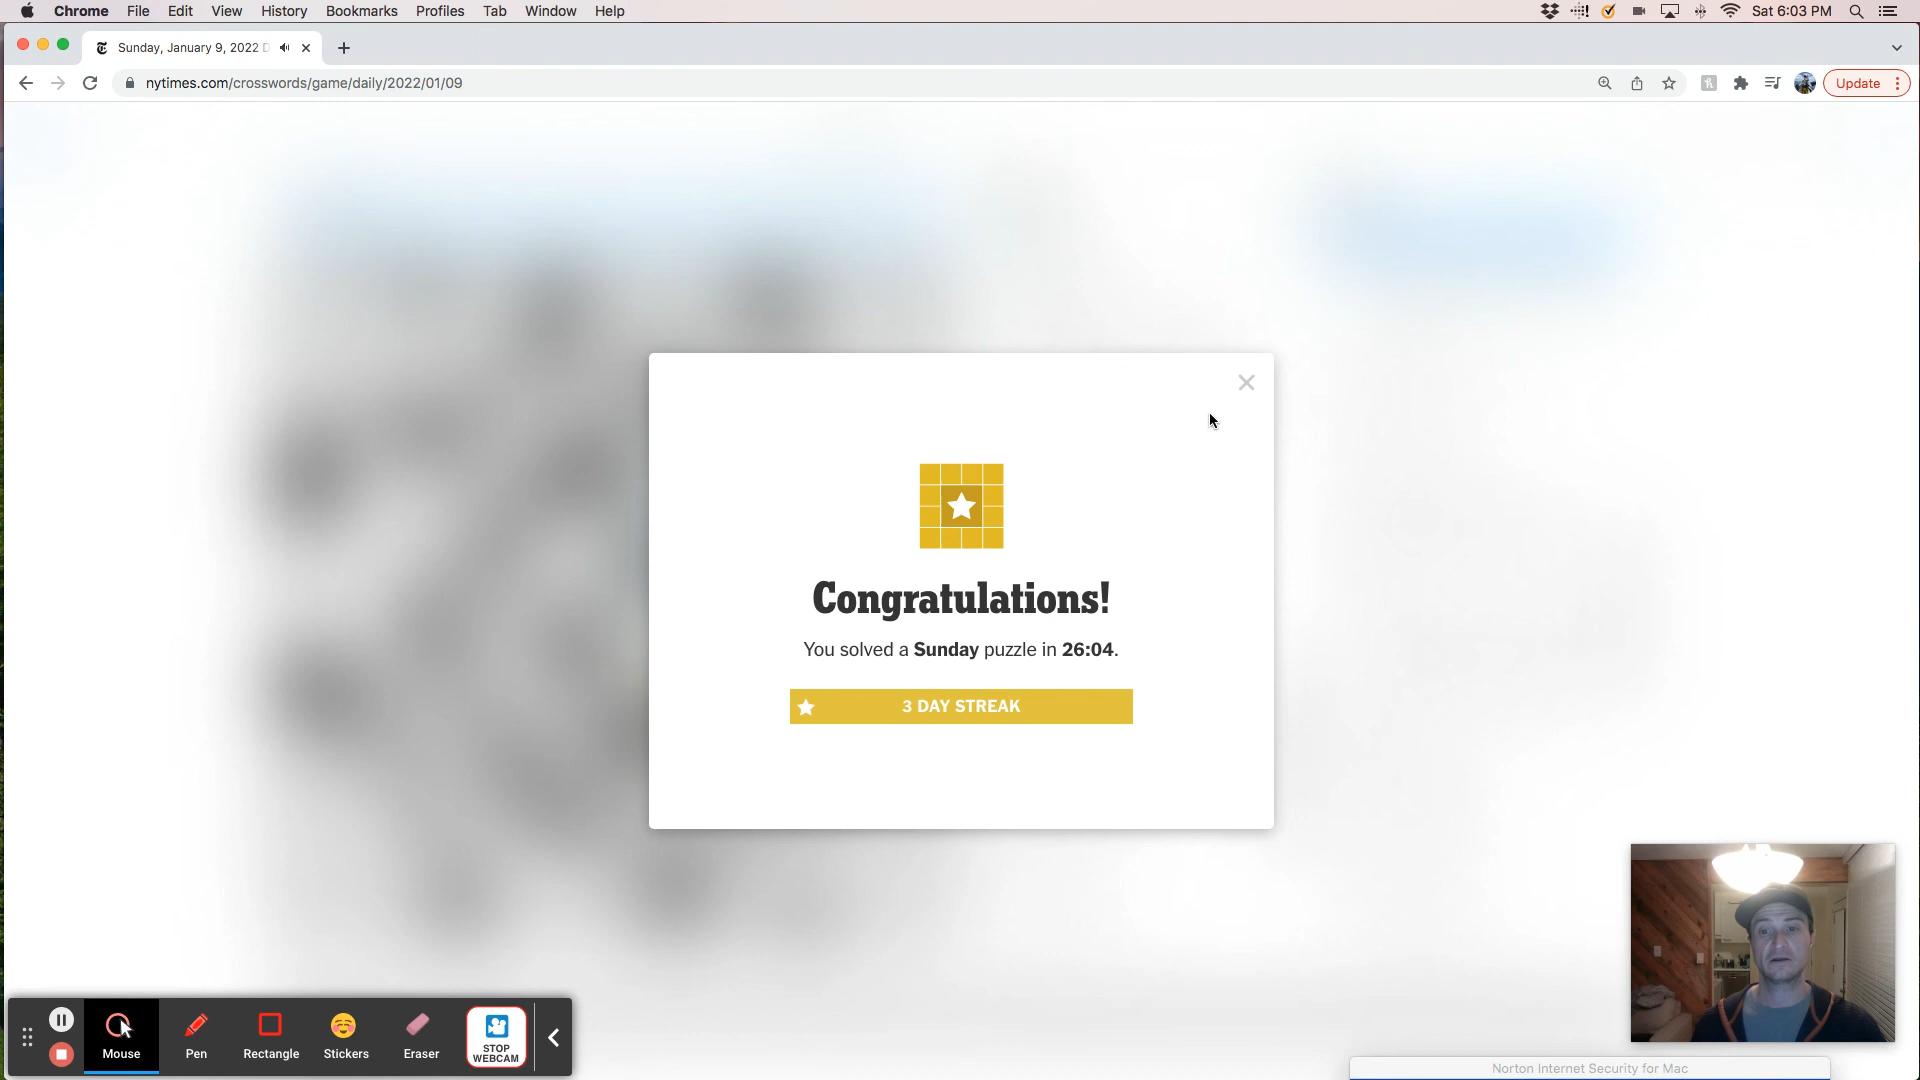 Chrome File Edit View History Bookmarks Profiles Tab Window Help Sat 6:03 PM
Sunday, January 9, 2022 D
nytimes.com/crosswords/game/daily/2022/01/09 Update
Congratulations!
You solved a Sunday puzzle in 26:04.
3 DAY STREAK
Mouse Pen Rectangle Stickers Eraser STOP
WEBCAM
Norton Internet Security for Mac